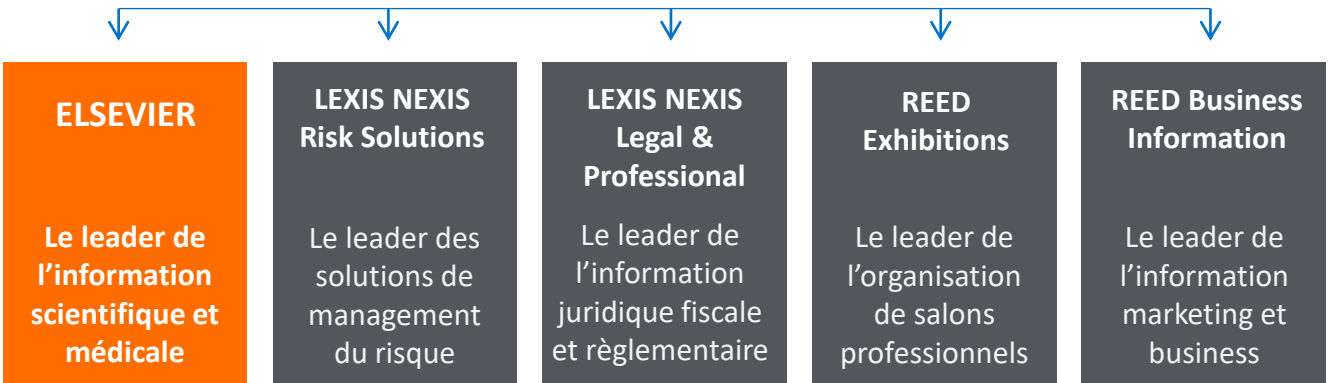 ELSEVIER
Le leader de
l’information
scientifique et
médicale
LEXIS NEXIS
Risk Solutions
Le leader des
solutions de
management
du risque
LEXIS NEXIS
Legal &
Professional
Le leader de
l’information
juridique fiscale
et règlementaire
REED
Exhibitions
Le leader de
l’organisation
de salons
professionnels
REED Business
Information
Le leader de
l’information
marketing et
business